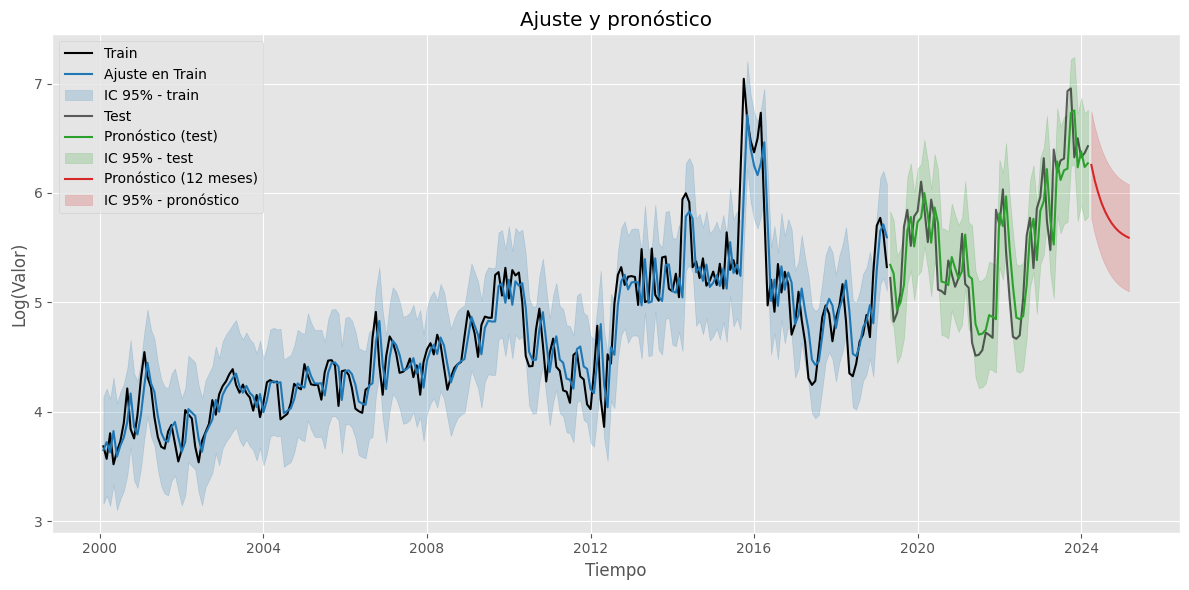 Ajuste y pronóstico
Train
Ajuste en Train
IC 95% - train
Test
Pronóstico (test)
IC 95% - test
Pronóstico (12 meses)
IC 95% - pronóstico
Log(Valor)
7
6
5
4
3
2000
2004
2008
2012
2016
2020
2024
Tiempo